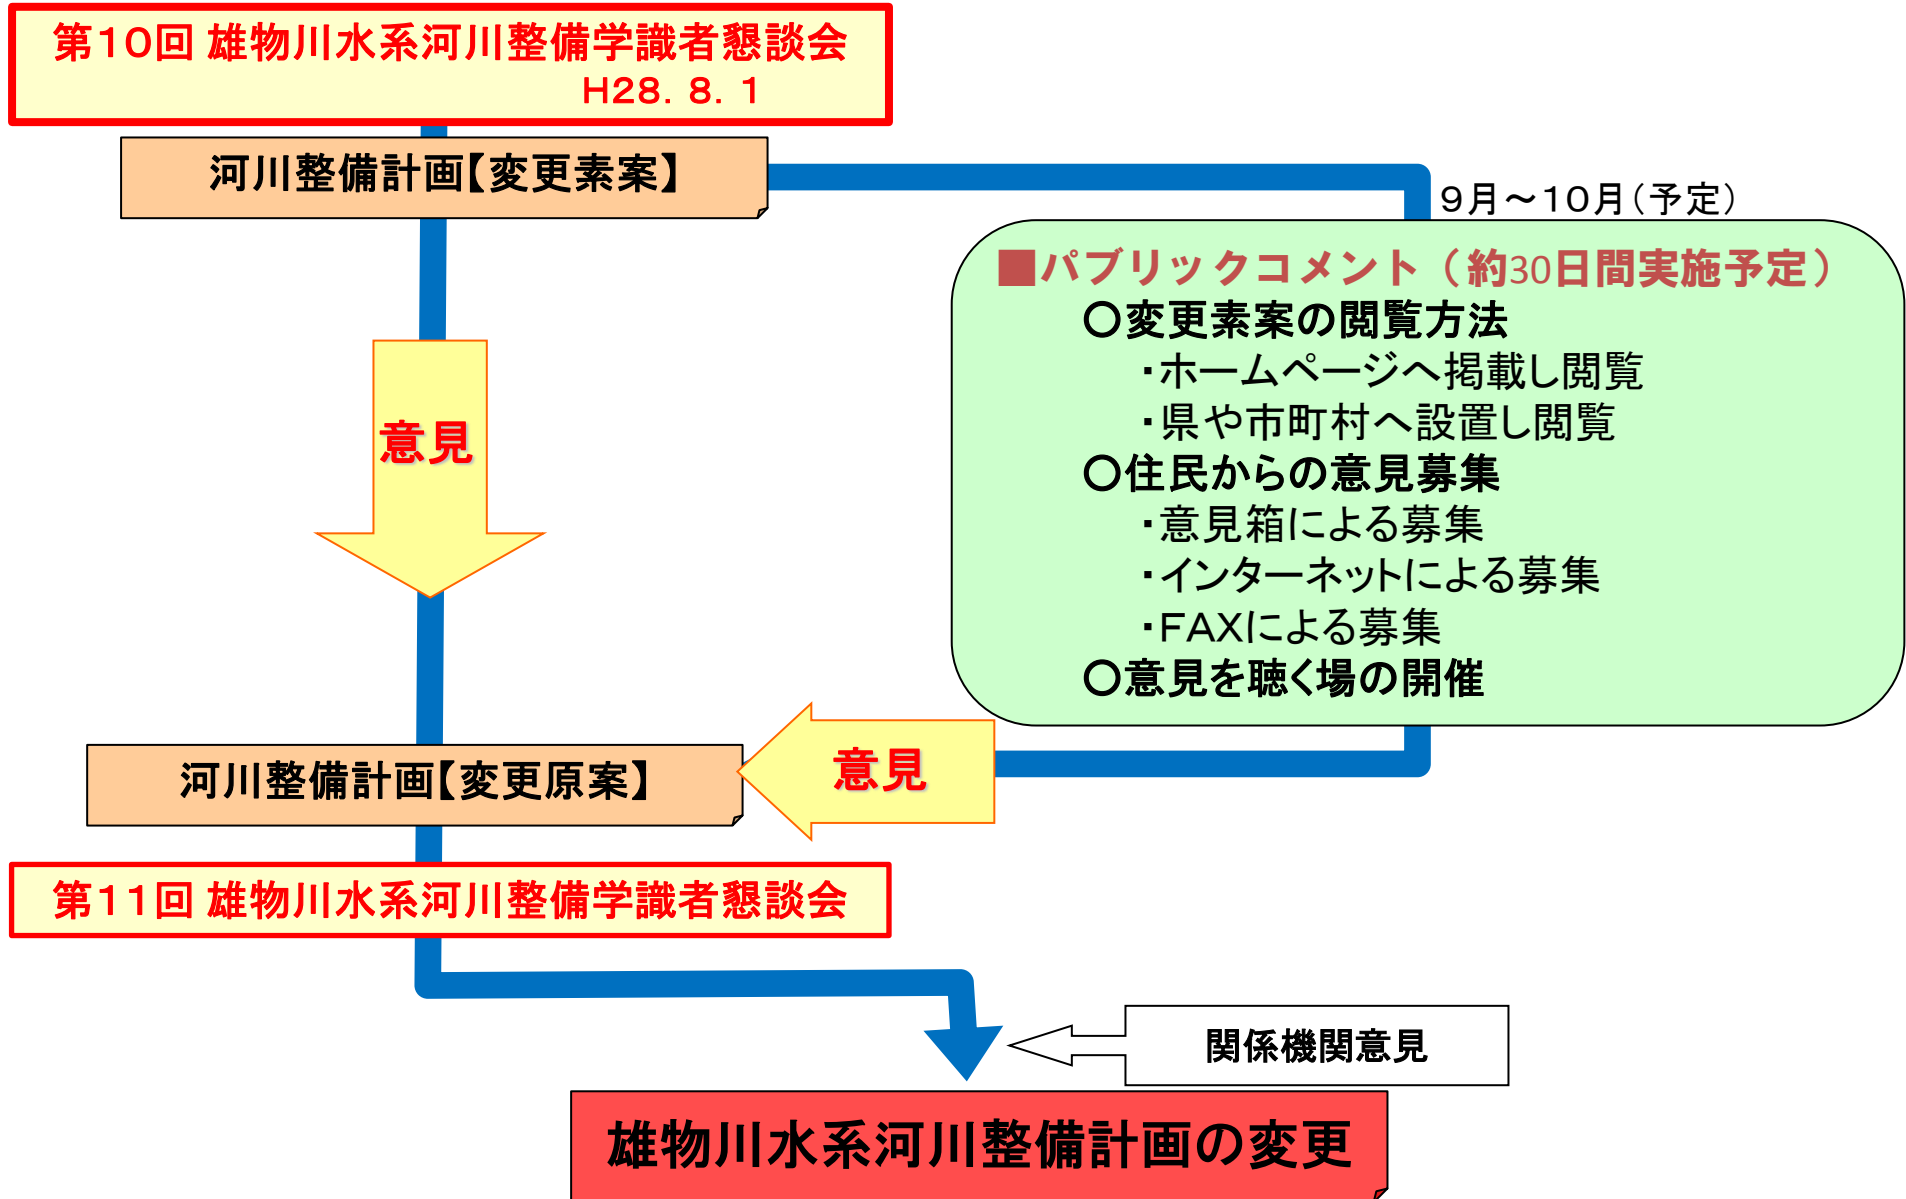 第１０回 雄物川水系河川整備学識者懇談会
H２８．８．１
河川整備計画【変更素案】
９月～１０月（予定）
■パブリックコメント（約30日間実施予定）
○変更素案の閲覧方法
・ホームページへ掲載し閲覧
・県や市町村へ設置し閲覧
○住民からの意見募集
・意見箱による募集
・インターネットによる募集
・FAXによる募集
○意見を聴く場の開催
意見
意見
河川整備計画【変更原案】
第１１回 雄物川水系河川整備学識者懇談会
関係機関意見
雄物川水系河川整備計画の変更